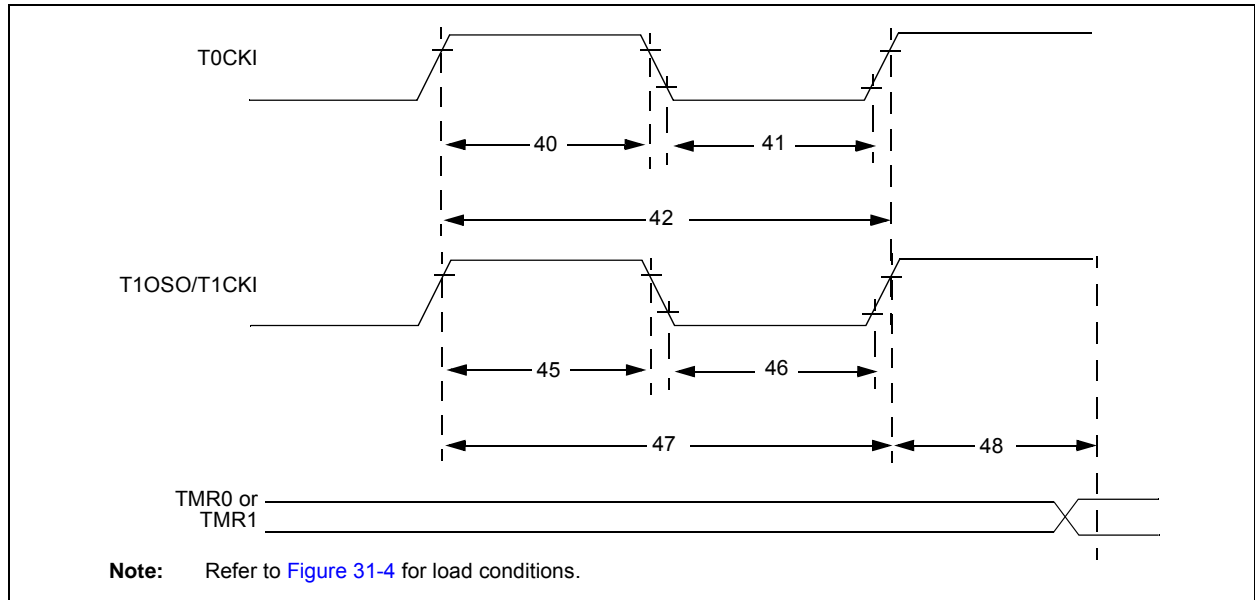 T0CKI
40
41
42
T1OSO/T1CKI
45
46
47
48
TMR0 or
TMR1
Note: Refer to Figure 31-4 for load conditions.